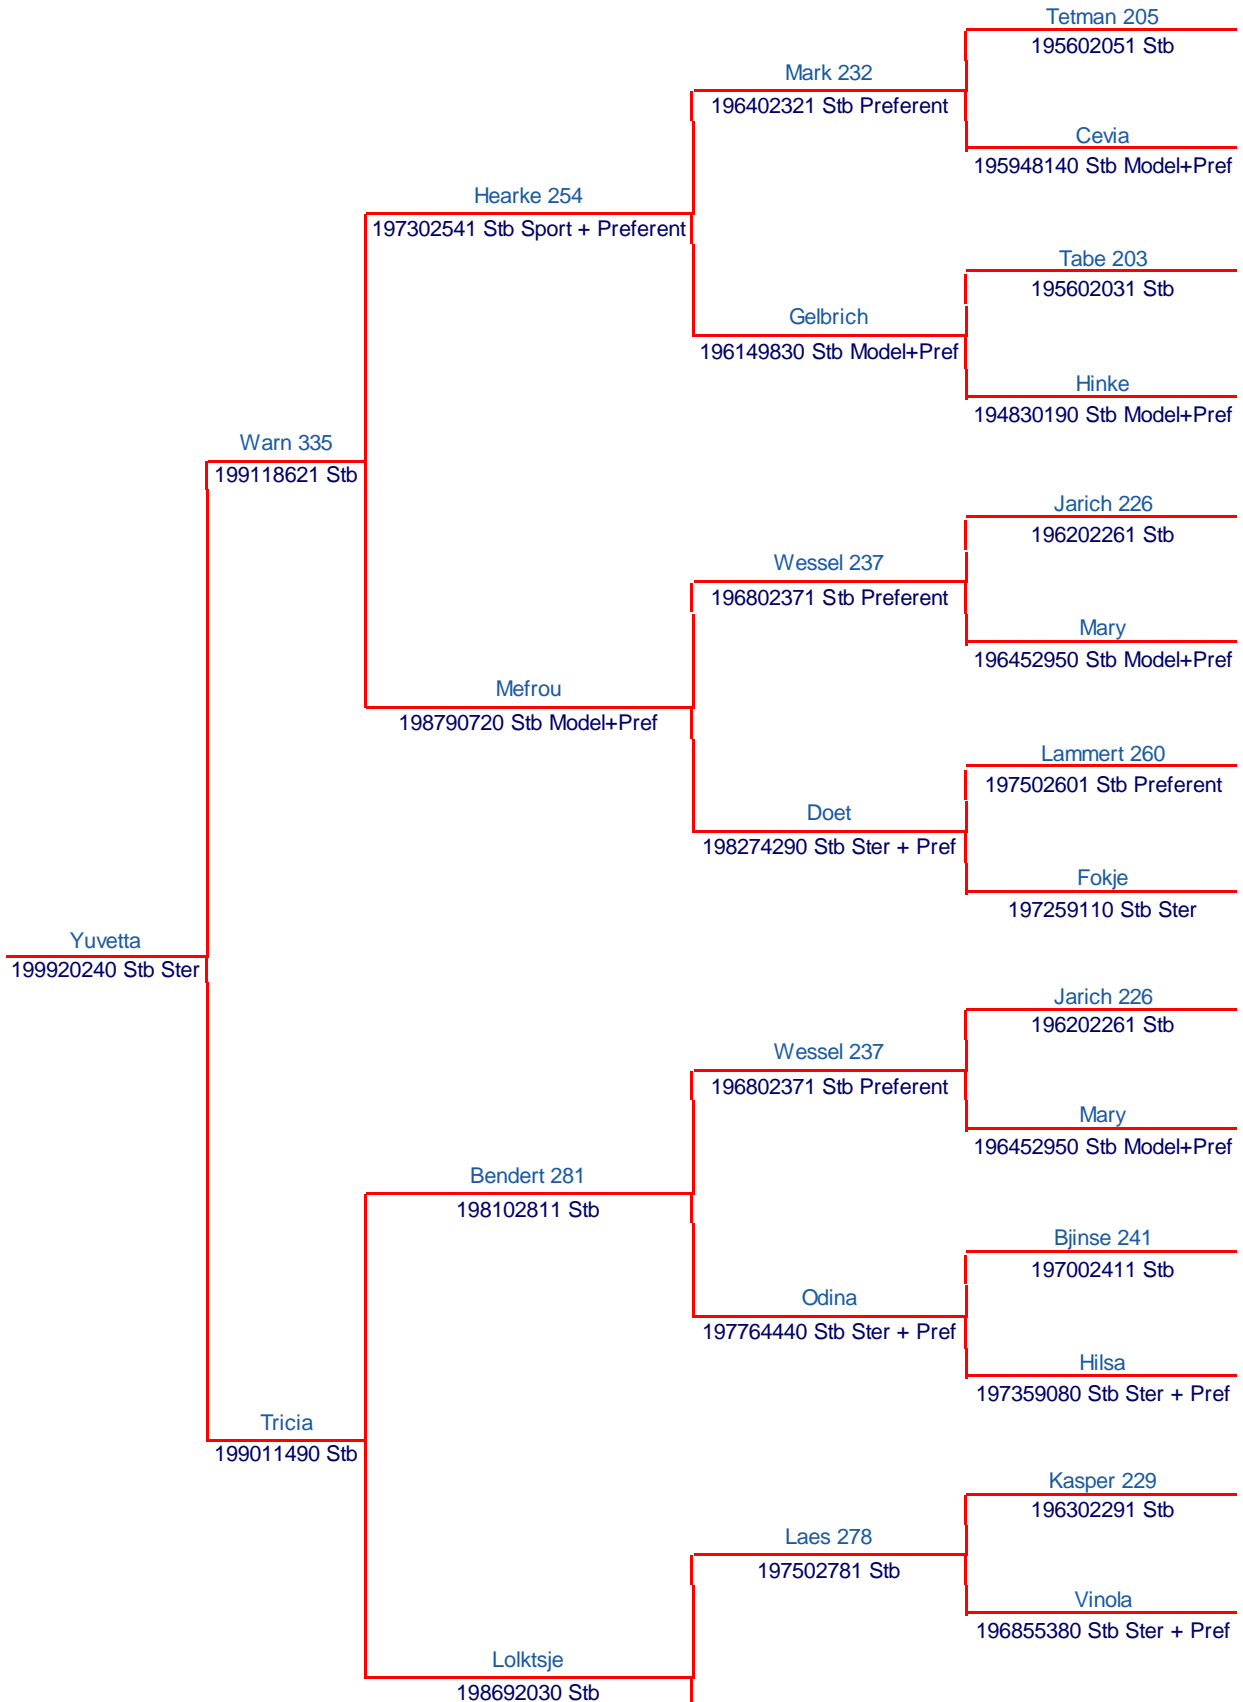 Tetman 205
195602051 Stb
Mark 232
196402321 Stb Preferent
Cevia
195948140 Stb Model+Pref
Hearke 254
197302541 Stb Sport + Preferent
Tabe 203
195602031 Stb
Gelbrich
196149830 Stb Model+Pref
Hinke
194830190 Stb Model+Pref
Warn 335
199118621 Stb
Jarich 226
196202261 Stb
Wessel 237
196802371 Stb Preferent
Mary
196452950 Stb Model+Pref
Mefrou
198790720 Stb Model+Pref
Lammert 260
197502601 Stb Preferent
Doet
198274290 Stb Ster + Pref
Fokje
197259110 Stb Ster
Yuvetta
199920240 Stb Ster
Jarich 226
196202261 Stb
Wessel 237
196802371 Stb Preferent
Mary
196452950 Stb Model+Pref
Bendert 281
198102811 Stb
Bjinse 241
197002411 Stb
Odina
197764440 Stb Ster + Pref
Hilsa
197359080 Stb Ster + Pref
Tricia
199011490 Stb
Kasper 229
196302291 Stb
Laes 278
197502781 Stb
Vinola
196855380 Stb Ster + Pref
Lolktsje
198692030 Stb